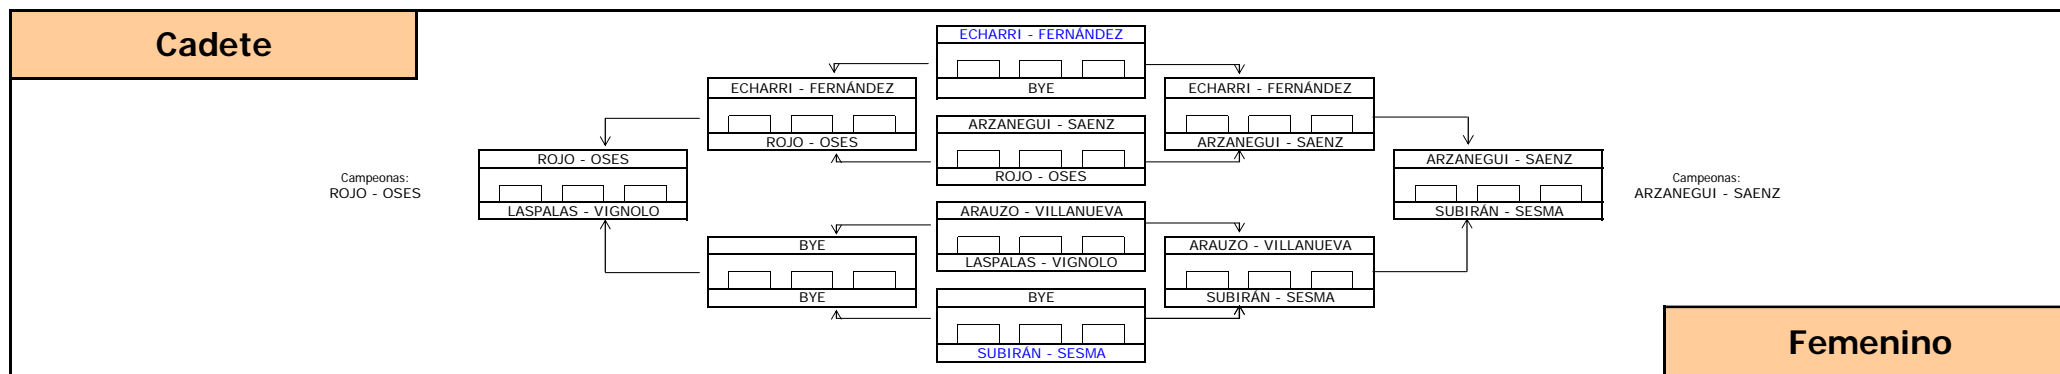 Cadete
ECHARRI - FERNÁNDEZ
BYE
ECHARRI - FERNÁNDEZ
ROJO - OSES
ECHARRI - FERNÁNDEZ
ARZANEGUI - SAENZ
ARZANEGUI - SAENZ
ROJO - OSES
Campeonas:
ROJO - OSES
ROJO - OSES
LASPALAS - VIGNOLO
ARZANEGUI - SAENZ
SUBIRÁN - SESMA
Campeonas:
ARZANEGUI - SAENZ
ARAUZO - VILLANUEVA
LASPALAS - VIGNOLO
BYE
BYE
ARAUZO - VILLANUEVA
SUBIRÁN - SESMA
BYE
SUBIRÁN - SESMA
Femenino